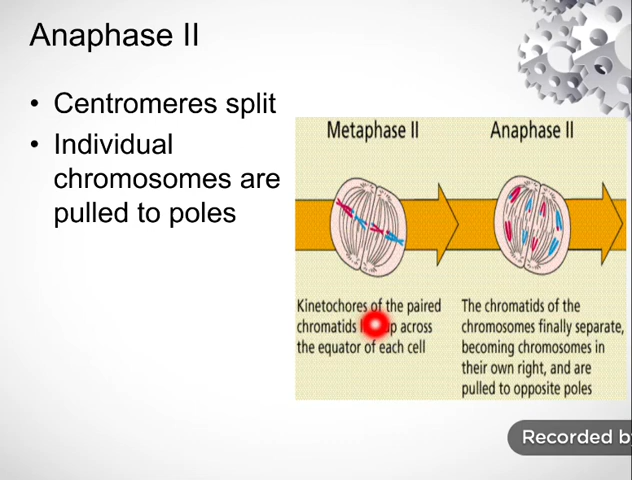 Anaphase II
• Centromeres split
• Individual
chromosomes are
pulled to poles
Metaphase II
Kinetochores of the paired
chromatids up across
the equator of each cell
Anaphase II
The chromatids of the
chromosomes finally separate,
becoming chromosomes in
their own right, and are
pulled to opposite poles
Recorded by